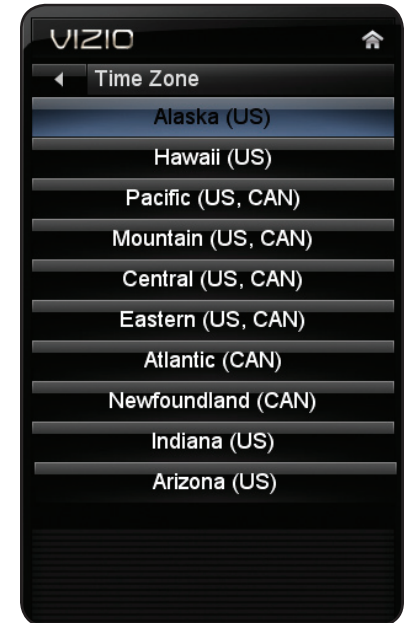 VIZIO
Time Zone
Alaska (US)
Hawaii (US)
Pacific (US, CAN)
Mountain (US, CAN)
Central (US, CAN)
Eastern (US, CAN)
Atlantic (CAN)
Newfoundland (CAN)
Indiana (US)
Arizona (US)